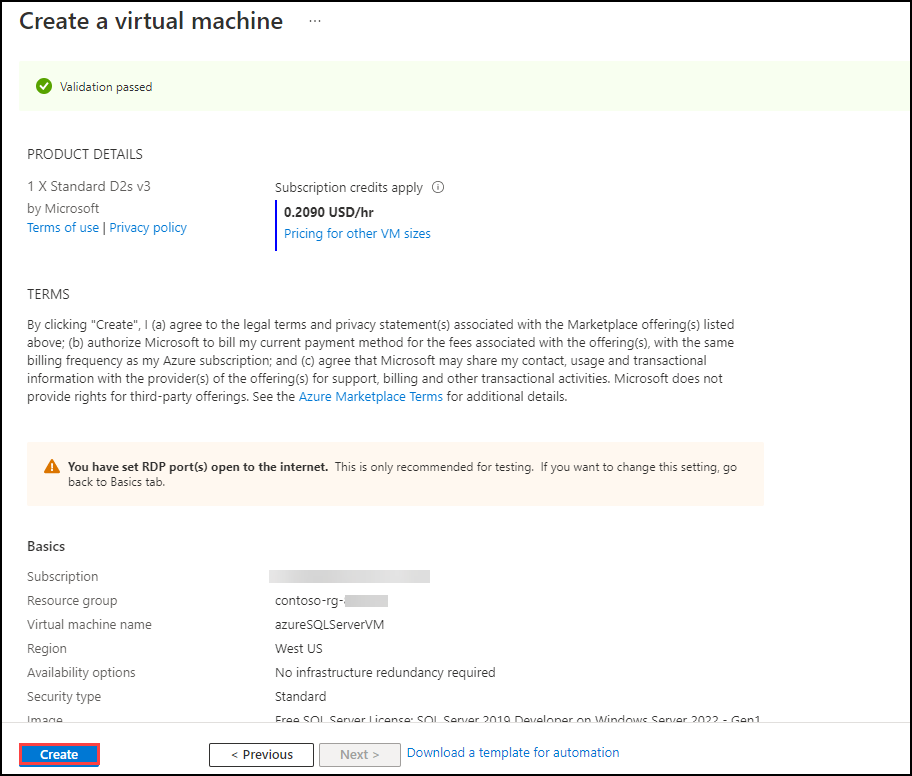 Create a virtual machine ...
Validation passed
PRODUCT DETAILS
1 X Standard D2s v3
by Microsoft
Terms of use | Privacy policy
Subscription credits apply
0.2090 USD/hr
Pricing for other VM sizes
TERMS
By clicking "Create", I (a) agree to the legal terms and privacy statement(s) associated with the Marketplace offering(s) listed
above; (b) authorize Microsoft to bill my current payment method for the fees associated with the offering(s), with the same
billing frequency as my Azure subscription; and (c) agree that Microsoft may share my contact, usage and transactional
information with the provider(s) of the offering(s) for support, billing and other transactional activities. Microsoft does not
provide rights for third-party offerings. See the Azure Marketplace Terms for additional details.
You have set RDP port(s) open to the internet. This is only recommended for testing. If you want to change this setting, go
back to Basics tab.
Basics
Subscription
Resource group contoso-rg-
Virtual machine name azureSQLServerVM
Region West US
Availability options No infrastructure redundancy required
Security type Standard
Image Free SQL Server License: SQL Server 2019 Developer on Windows Server 2022 - Gen1
Create < Previous Next > Download a template for automation